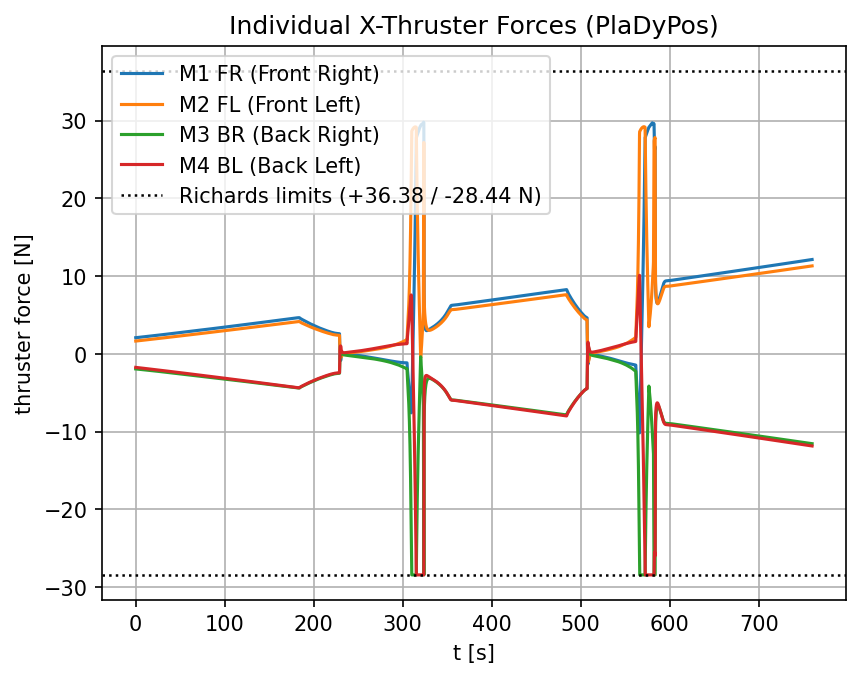 Individual X-Thruster Forces (PlaDyPos)
M1 FR (Front Right)
M2 FL (Front Left)
M3 BR (Back Right)
M4 BL (Back Left)
Richards limits (+36.38 / -28.44 N)
thruster force [N]
30
20
10
0
−10
−20
−30
0 100 200 300 400 500 600 700
t [s]